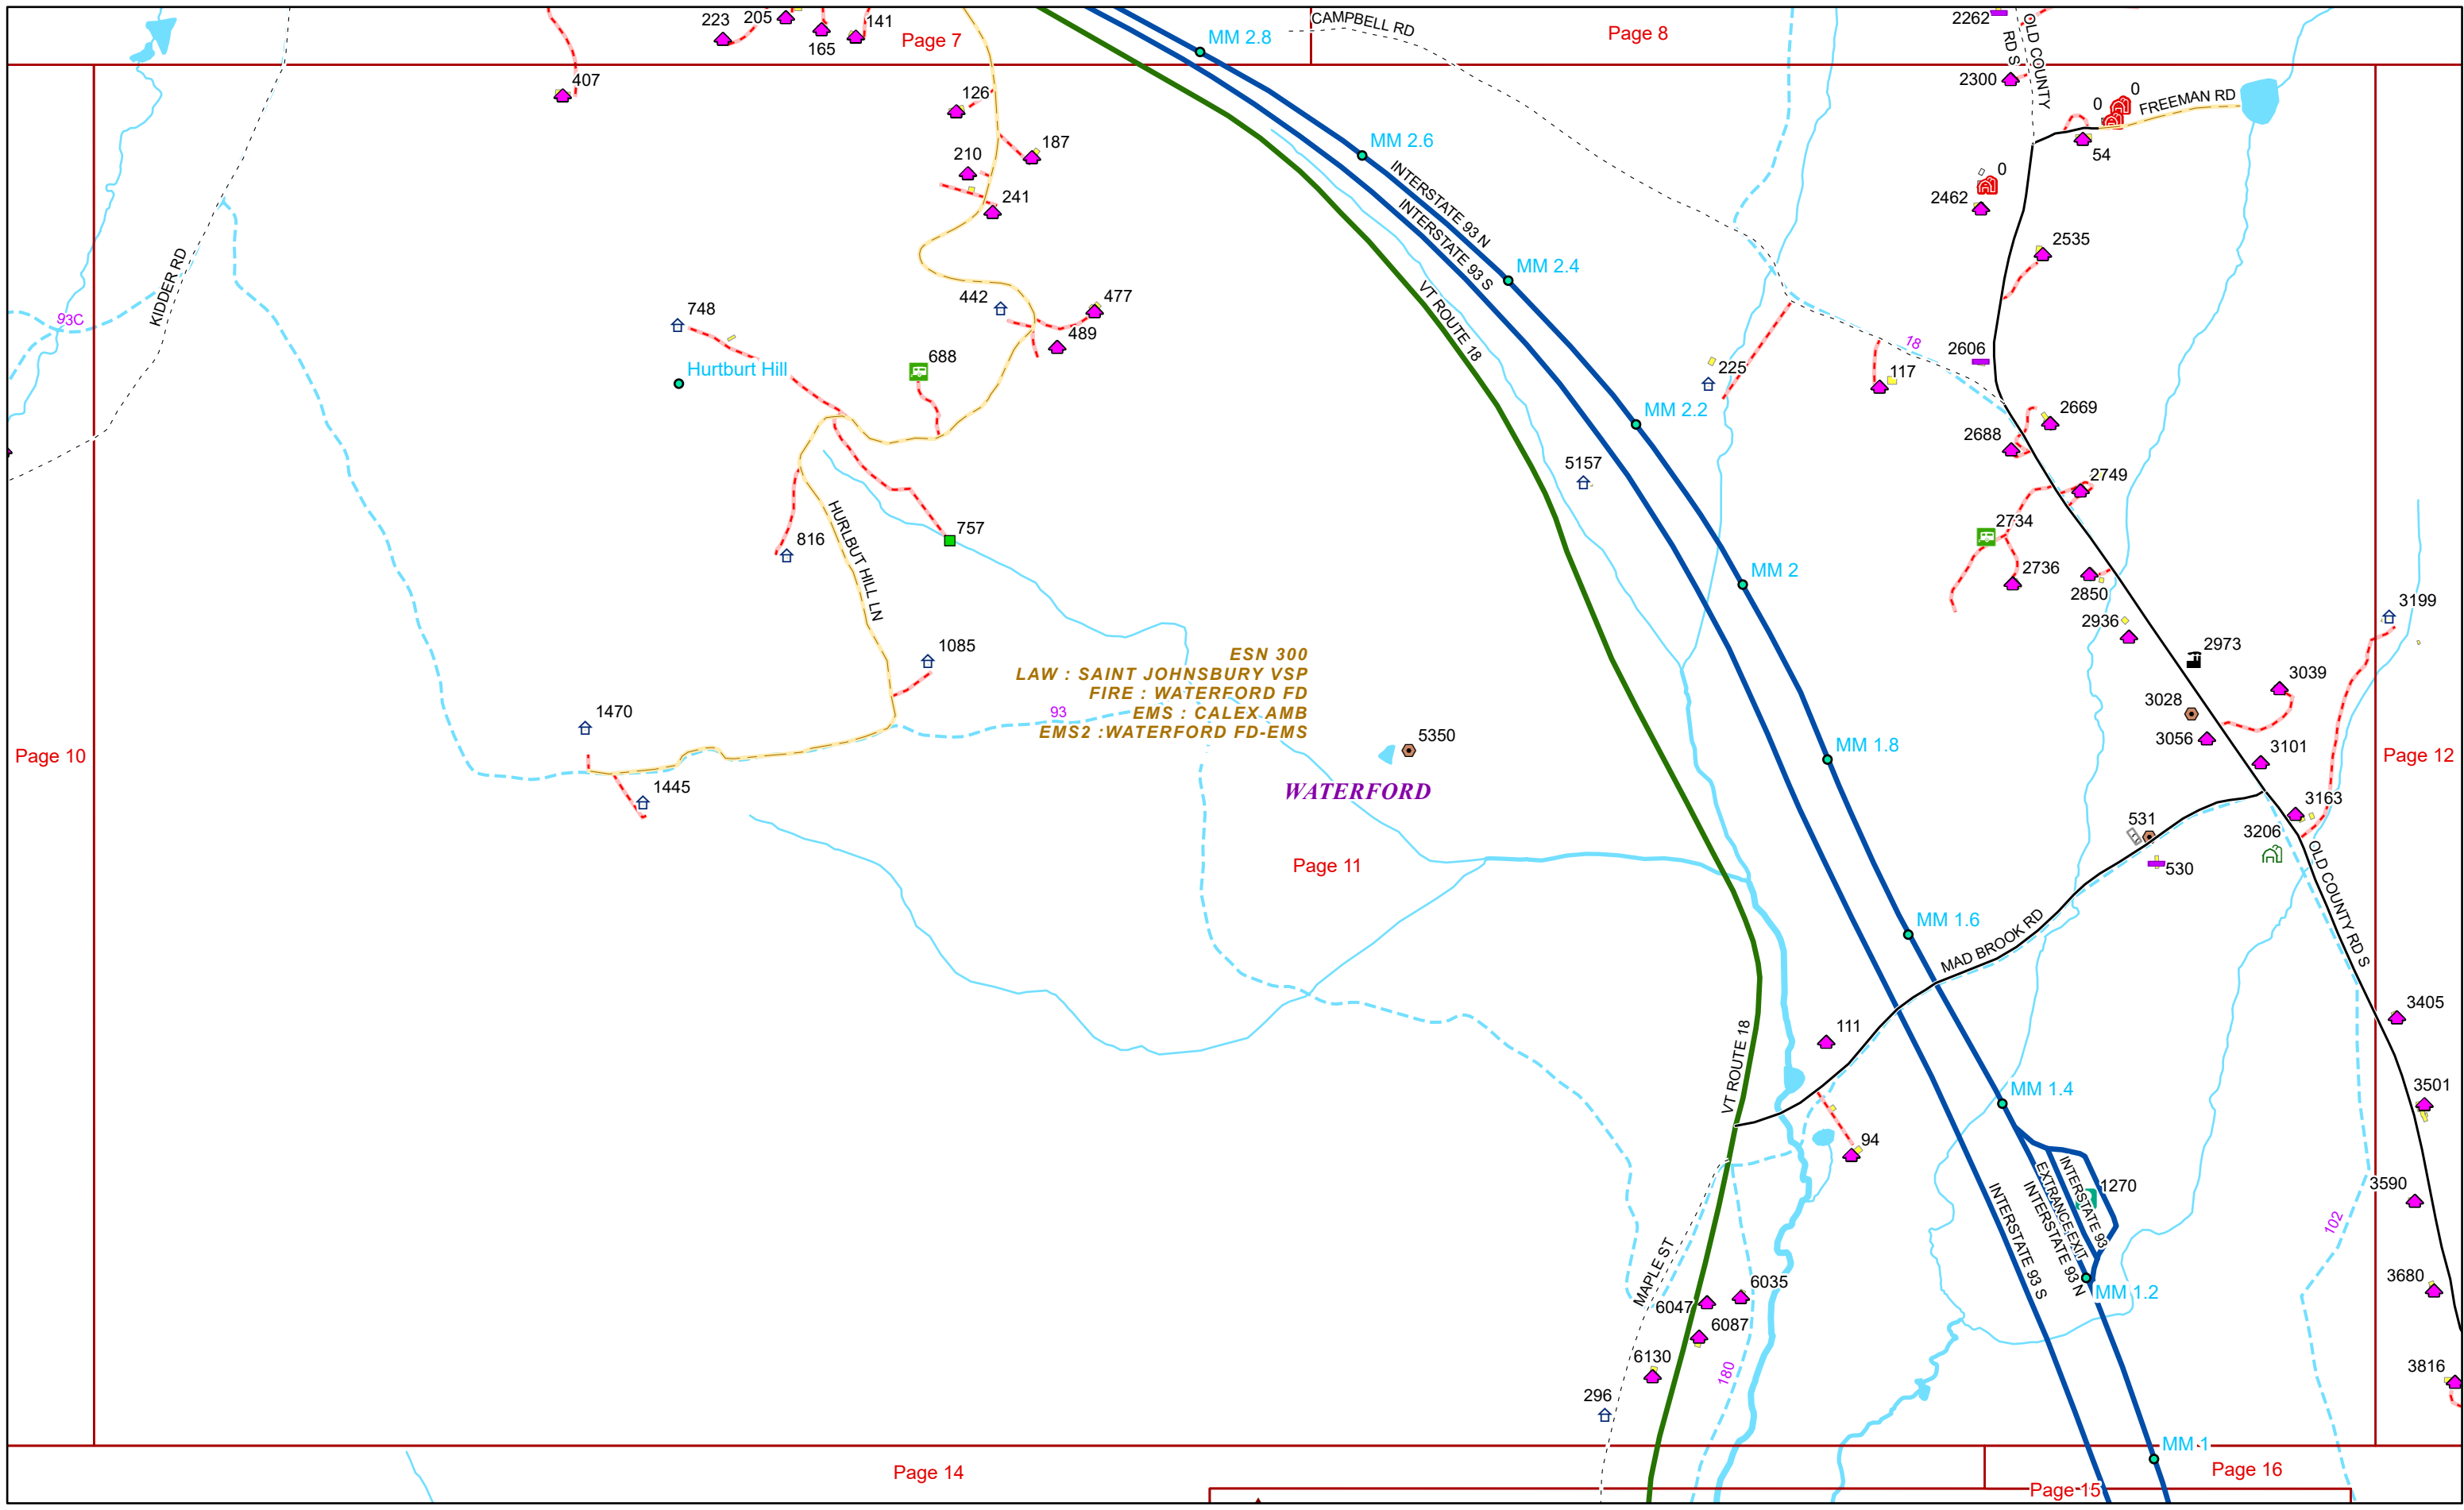 223
205
165
141
Page 7
MM 2.8
CAMPBELL RD
Page 8
2262
OLD COUNTY
RD S
407
126
187
210
241
MM 2.6
INTERSTATE 93 N
INTERSTATE 93 S
2300
0
0
FREEMAN RD
54
0
2462
2535
KIDDER RD
93C
748
Hurtburt Hill
442
477
489
688
MM 2.4
VT ROUTE 18
MM 2.2
225
117
18
2606
2669
2688
2749
5157
757
816
HURLBUT HILL LN
2734
2736
2850
MM 2
2936
2973
3199
1085
ESN 300
LAW : SAINT JOHNSBURY VSP
FIRE : WATERFORD FD
EMS : CALEX AMB
EMS2 :WATERFORD FD-EMS
93
1470
1445
5350
WATERFORD
MM 1.8
3028
3039
3056
3101
Page 10
Page 12
3163
531
3206
530
Page 11
OLD COUNTY RD S
MM 1.6
MAD BROOK RD
111
VT ROUTE 18
3405
MM 1.4
3501
94
1270
3590
INTERSTATE 93
EXTRANCE/EXIT
INTERSTATE 93 N
INTERSTATE 93 S
102
MAPLE ST
6035
6047
6087
MM 1.2
3680
6130
180
296
3816
MM 1
Page 14
Page 16
Page 15